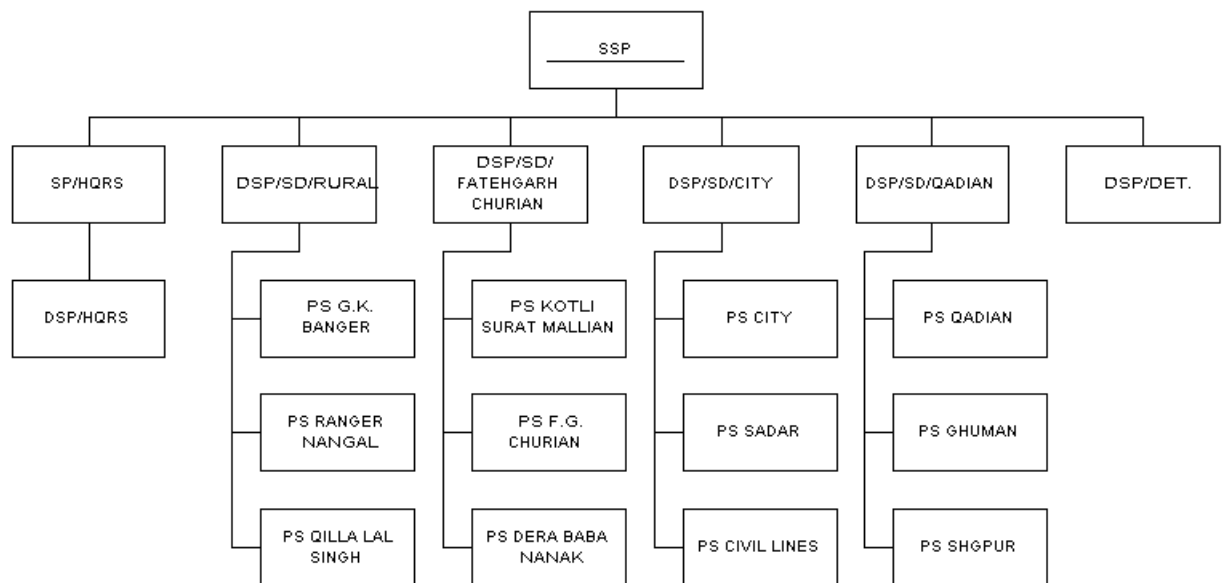 SSP
SP/HQRS
DSP/SD/RURAL
DSP/SD/
FATEHGARH
CHURIAN
DSP/SD/CITY
DSP/SD/QADIAN
DSP/DET.
DSP/HQRS
PS G.K.
BANGER
PS KOTLI
SURAT MALLIAN
PS CITY
PS QADIAN
PS RANGER
NANGAL
PS F.G.
CHURIAN
PS SADAR
PS GHUMAN
PS QILLA LAL
SINGH
PS DERA BABA
NANAK
PS CIVIL LINES
PS SHGPUR